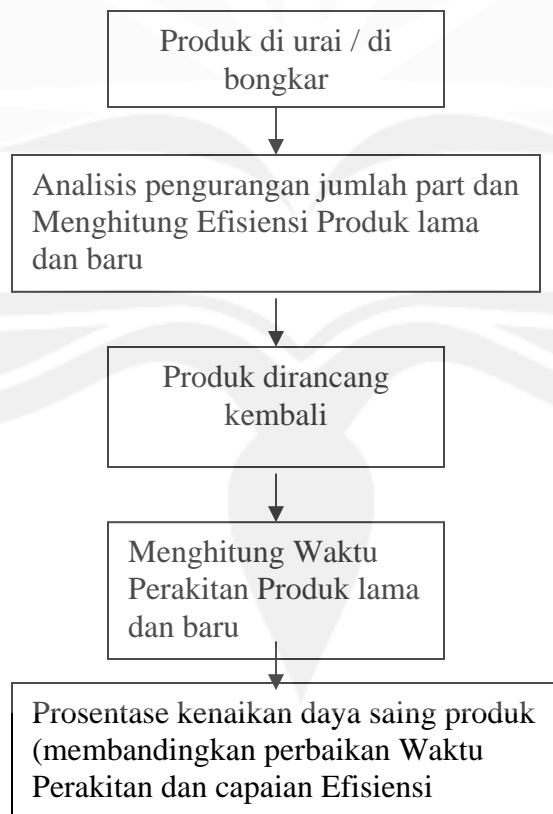 Produk di urai / di
bongkar
Analisis pengurangan jumlah part dan
Menghitung Efisiensi Produk lama
dan baru
Produk dirancang
kembali
Menghitung Waktu
Perakitan Produk lama
dan baru
Prosentase kenaikan daya saing produk
(membandingkan perbaikan Waktu
Perakitan dan capaian Efisiensi